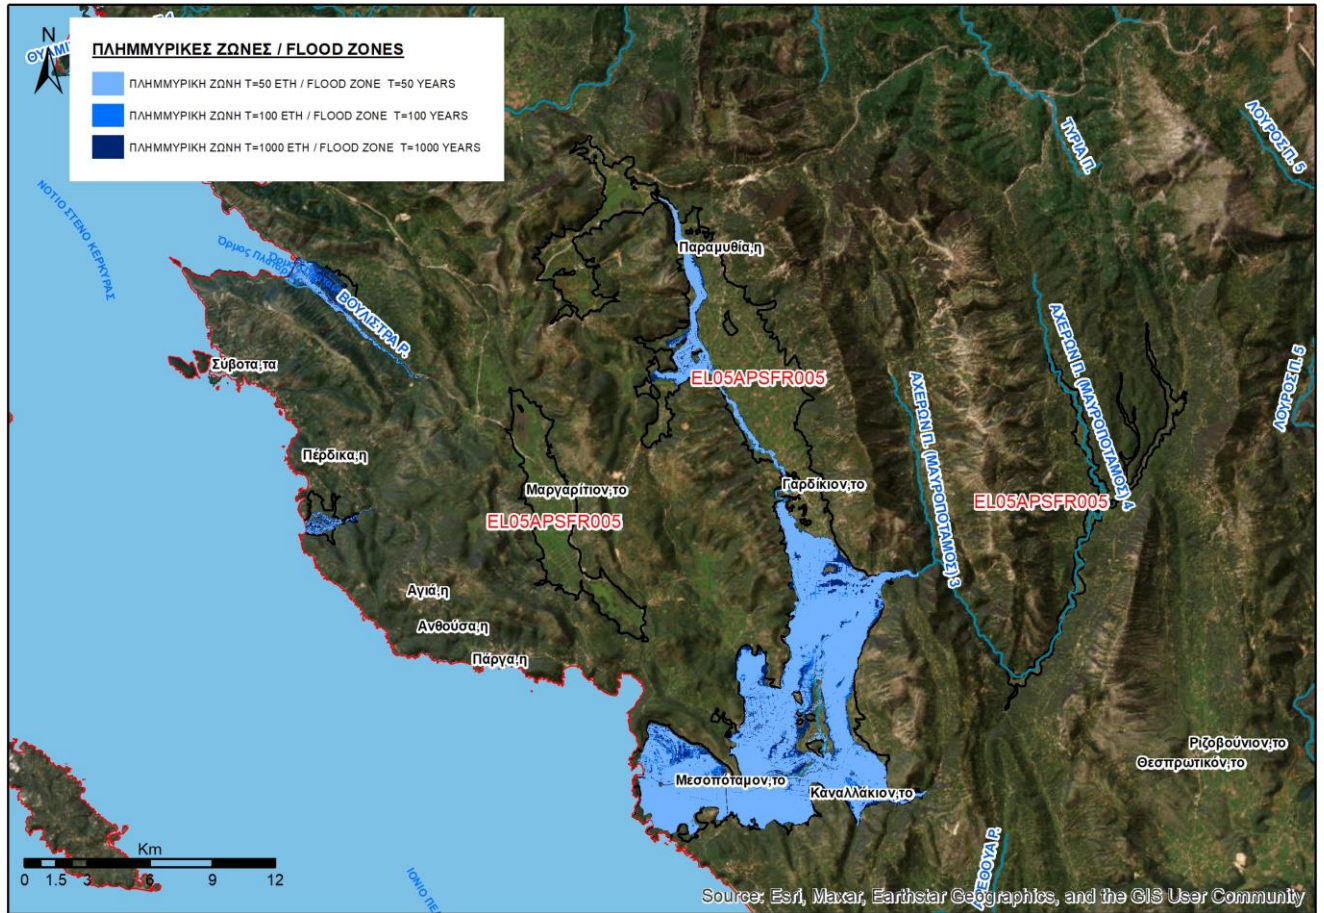 N
ΠΛΗΜΜΥΡΙΚΕΣ ΖΩΝΕΣ / FLOOD ZONES
ΠΛΗΜΜΥΡΙΚΗ ΖΩΝΗ T=50 ΕΤΗ / FLOOD ZONE T=50 YEARS
ΠΛΗΜΜΥΡΙΚΗ ΖΩΝΗ T=100 ΕΤΗ / FLOOD ZONE T=100 YEARS
ΠΛΗΜΜΥΡΙΚΗ ΖΩΝΗ T=1000 ΕΤΗ / FLOOD ZONE T=1000 YEARS
ΛΟΥΡΟΣ Π. 5
ΤΥΡΙΑ Π.
ΝΟΤΙΟ ΣΤΕΝΟ ΚΕΡΚΥΡΑΣ
Παραμυθία,η
Όρμος
ΒΟΥΛΙΣΤΡΑ Ρ.
Σύβοτα,τα
EL05APSFR005
ΑΧΕΡΩΝ Π. (ΜΑΥΡΟΠΟΤΑΜΟΣ) 3
ΑΧΕΡΩΝ Π. (ΜΑΥΡΟΠΟΤΑΜΟΣ) 4
ΛΟΥΡΟΣ Π. 5
Πέρδικα,η
Μαργαρίτιον,το
Γαρδίκιον,το
EL05APSFR005
EL05APSFR005
Αγιά,η
Ανθούσα,η
Πάργα,η
Ριζοβούνιον,το
Θεσπρωτικόν,το
Μεσοπόταμον,το
Καναλλάκιον,το
Km
0 1.5 3 6 9 12
ΙΟΝΙΟ
Source: Esri, Maxar, Earthstar Geographics, and the GIS User Community